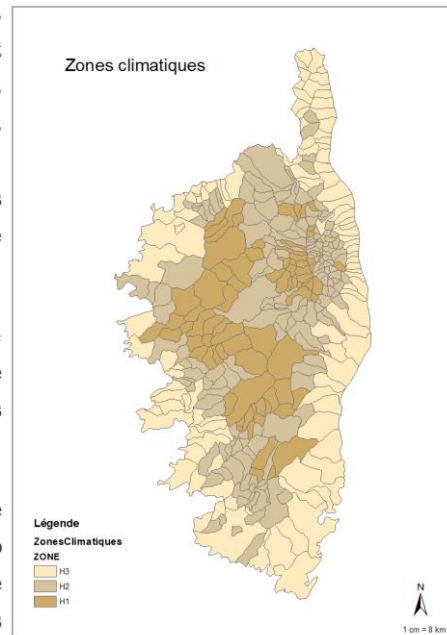 Zones climatiques
Légende
ZonesClimatiques
ZONE
H3
H2
H1
N
1 cm = 8 km